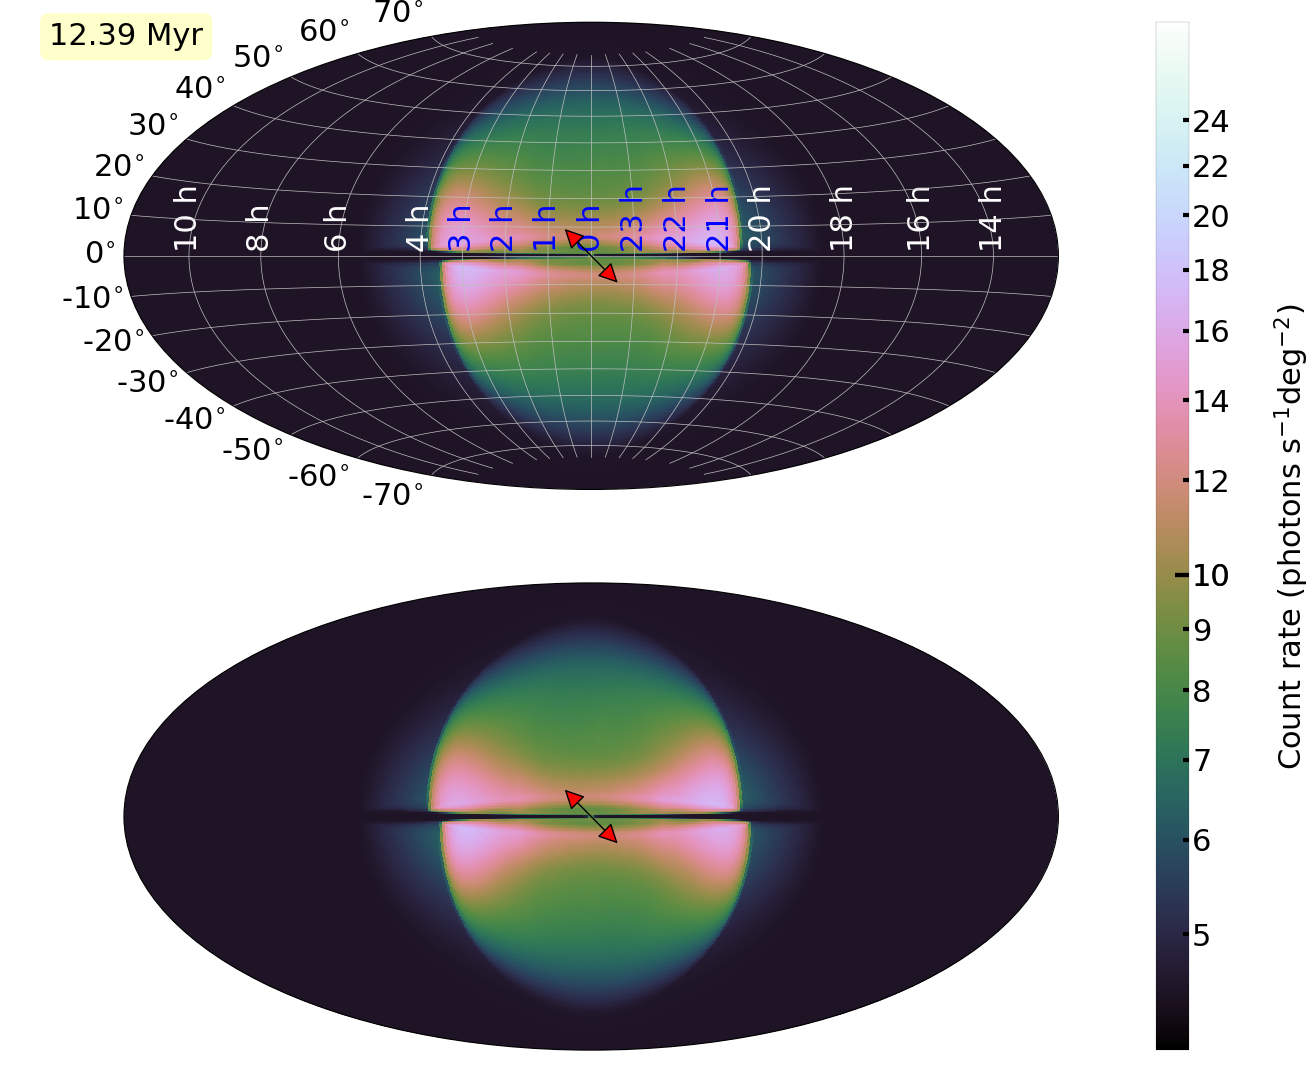 12.39 Myr
70°
60°
50°
40°
30°
20°
10°
0°
-10°
-20°
-30°
-40°
-50°
-60°
-70°
10 h
8 h
6 h
4 h
3 h
2 h
1 h
0 h
23 h
22 h
21 h
20 h
18 h
16 h
14 h
24
22
20
18
16
14
12
10
9
8
7
6
5
Count rate (photons s⁻¹deg⁻²)